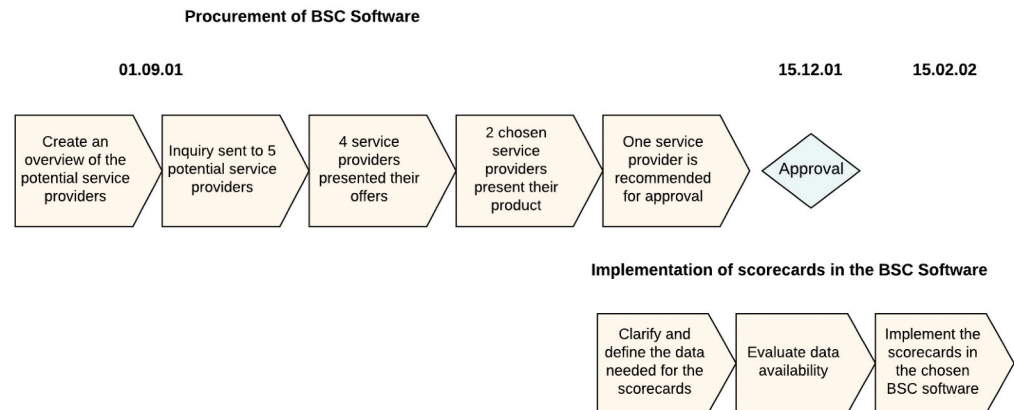 Procurement of BSC Software
01.09.01
15.12.01
15.02.02
Create an
overview of the
potential service
providers
Inquiry sent to 5
potential service
providers
4 service
providers
presented their
offers
2 chosen
service
providers
present their
product
One service
provider is
recommended
for approval
Approval
Implementation of scorecards in the BSC Software
Clarify and
define the data
needed for the
scorecards
Evaluate data
availability
Implement the
scorecards in
the chosen
BSC software